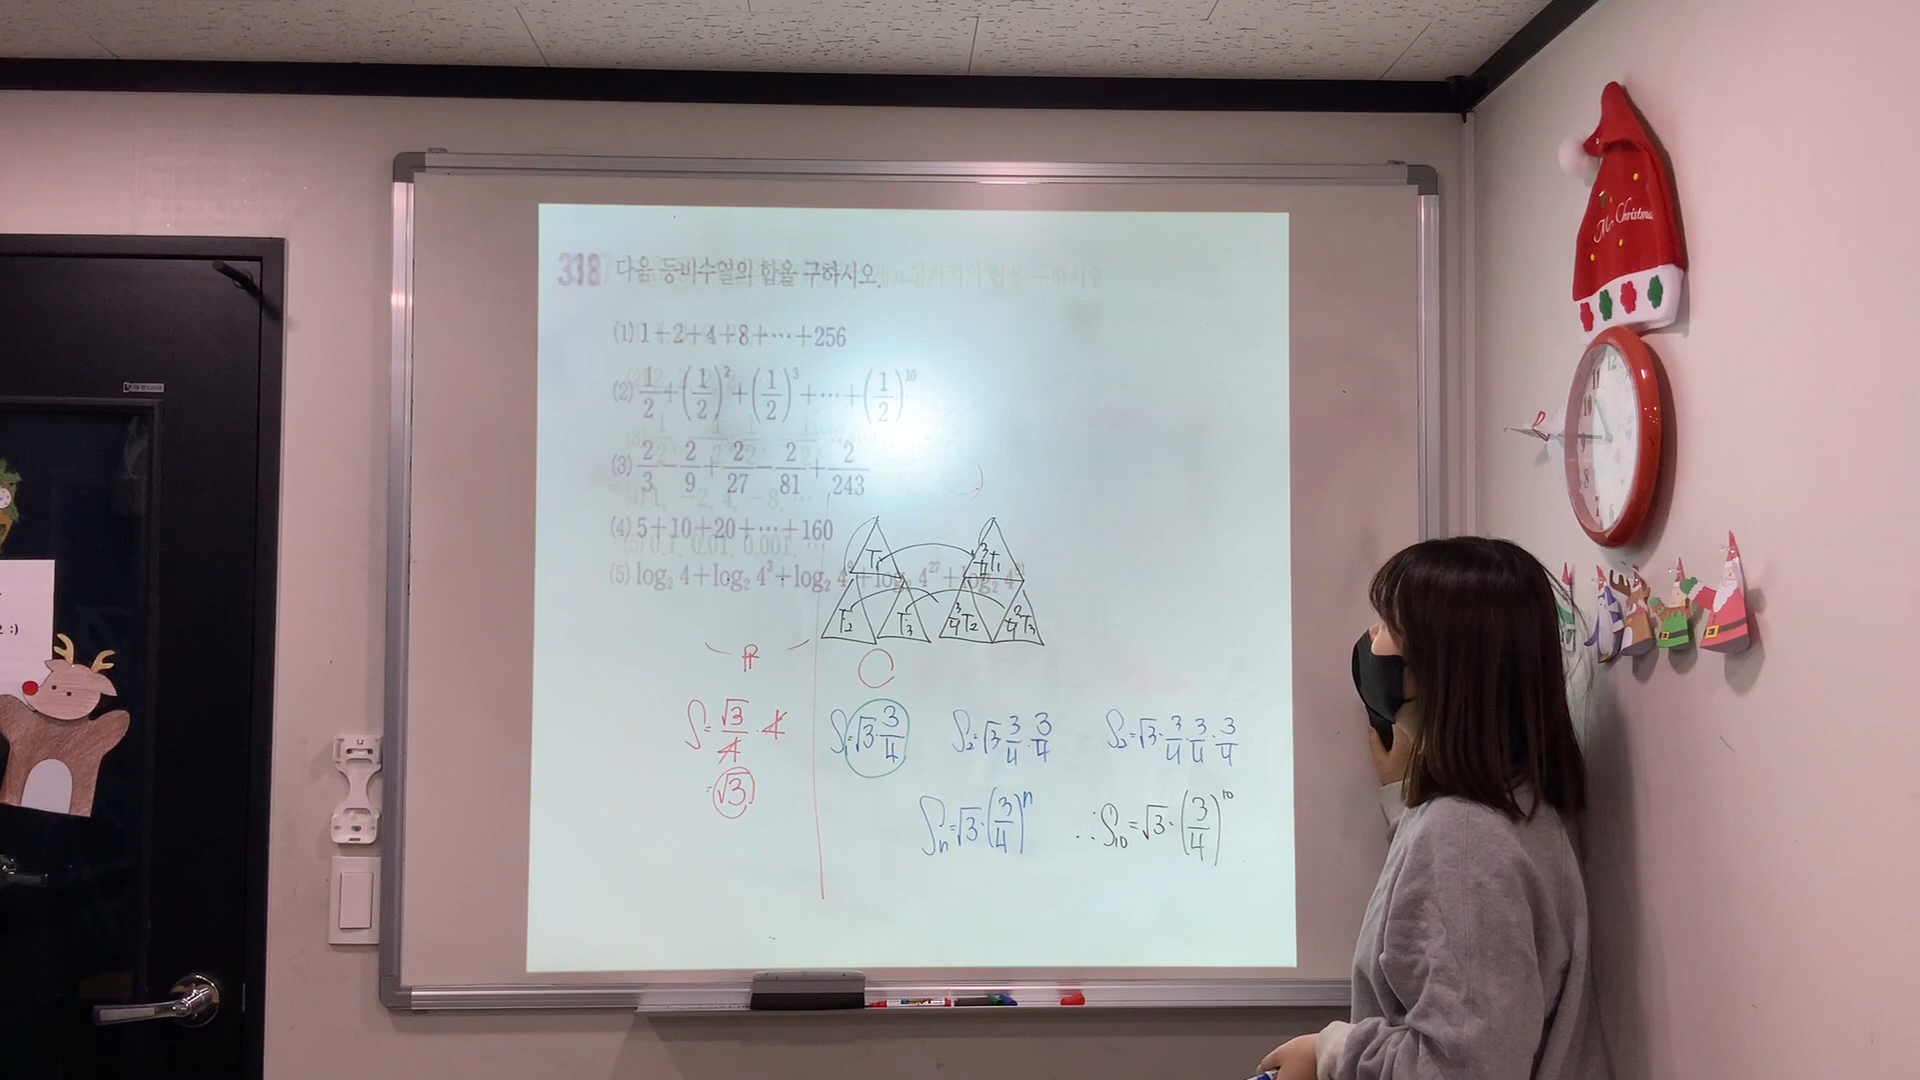 318 다음 등비수열의 합을 구하시오.
(1) 1+2+4+8+⋯+256
(2) 1/2+(1/2)²+(1/2)³+⋯+(1/2)¹⁰
(3) 2/3−2/9+2/27−2/81+2/243
(4) 5+10+20+⋯+160
(5) log₂ 4+log₂ 4³+log₂ 4⁹+log₂ 4²⁷+log₂ 4⁸¹
T₁ 3/4T₁
T₂ T₃ 3/4T₂ 3/4T₃
S=√3/4·4
=√3
S₁=√3·3/4 S₂=√3·3/4·3/4 S₃=√3·3/4·3/4·3/4
Sₙ=√3·(3/4)ⁿ ∴S₁₀=√3·(3/4)¹⁰
Merry Christmas